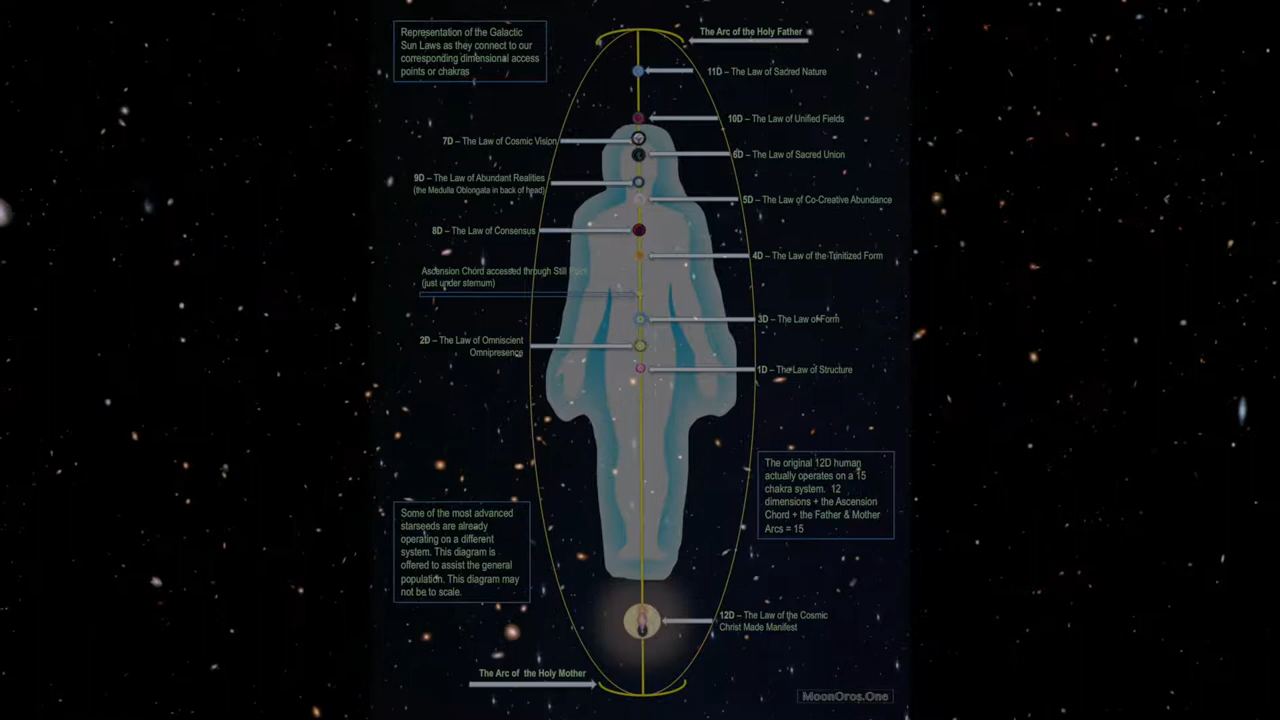 Representation of the Galactic
Sun Laws as they connect to our
corresponding dimensional access
points or chakras
The Arc of the Holy Father
11D – The Law of Sacred Nature
10D – The Law of Unified Fields
7D – The Law of Cosmic Vision
6D – The Law of Sacred Union
9D – The Law of Abundant Realities
(the Medulla Oblongata in back of head)
5D – The Law of Co-Creative Abundance
8D – The Law of Consensus
4D – The Law of the Trinitized Form
Ascension Chord accessed through Still Point
(just under sternum)
3D – The Law of Form
2D – The Law of Omniscient
Omnipresence
1D – The Law of Structure
The original 12D human
actually operates on a 15
chakra system. 12
dimensions + the Ascension
Chord + the Father & Mother
Arcs = 15
Some of the most advanced
starseeds are already
operating on a different
system. This diagram is
offered to assist the general
population. This diagram may
not be to scale.
12D – The Law of the Cosmic
Christ Made Manifest
The Arc of the Holy Mother
MoonOros.One